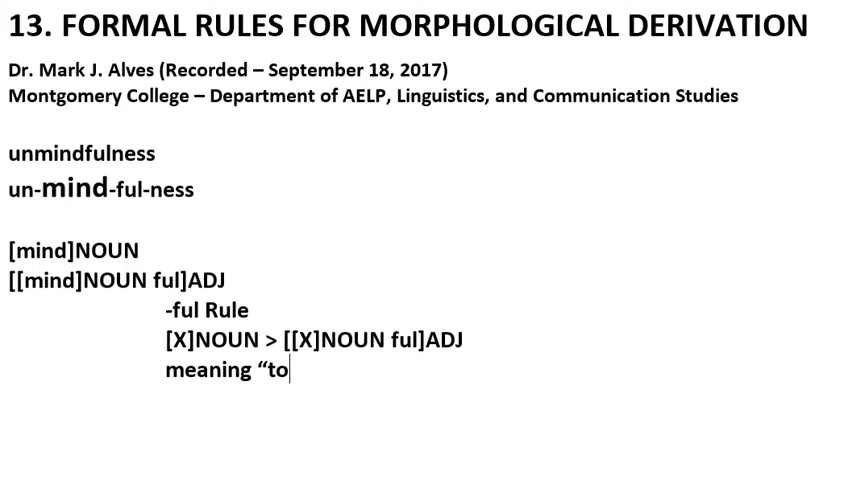 13. FORMAL RULES FOR MORPHOLOGICAL DERIVATION
Dr. Mark J. Alves (Recorded – September 18, 2017)
Montgomery College – Department of AELP, Linguistics, and Communication Studies
unmindfulness
un-mind-ful-ness
[mind]NOUN
[[mind]NOUN ful]ADJ
-ful Rule
[X]NOUN > [[X]NOUN ful]ADJ
meaning “to